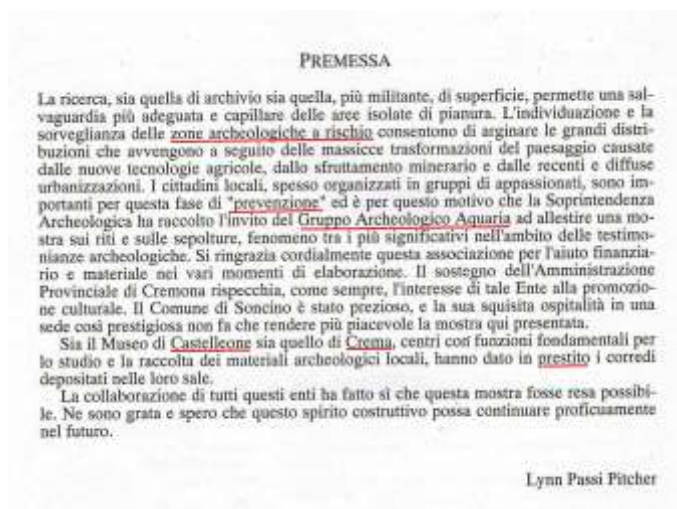 PREMESSA
La ricerca, sia quella di archivio sia quella, più militante, di superficie, permette una sal-
vaguardia più adeguata e capillare delle aree isolate di pianura. L'individuazione e la
sorveglianza delle zone archeologiche a rischio consentono di arginare le grandi distri-
buzioni che avvengono a seguito delle massicce trasformazioni del paesaggio causate
dalle nuove tecnologie agricole, dallo sfruttamento minerario e dalle recenti e diffuse
urbanizzazioni. I cittadini locali, spesso organizzati in gruppi di appassionati, sono im-
portanti per questa fase di "prevenzione" ed è per questo motivo che la Soprintendenza
Archeologica ha raccolto l'invito del Gruppo Archeologico Aquaria ad allestire una mo-
stra sui riti e sulle sepolture, fenomeno tra i più significativi nell'ambito delle testimo-
nianze archeologiche. Si ringrazia cordialmente questa associazione per l'aiuto finanzia-
rio e materiale nei vari momenti di elaborazione. Il sostegno dell'Amministrazione
Provinciale di Cremona rispecchia, come sempre, l'interesse di tale Ente alla promozio-
ne culturale. Il Comune di Soncino è stato prezioso, e la sua squisita ospitalità in una
sede così prestigiosa non fa che rendere più piacevole la mostra qui presentata.
Sia il Museo di Castelleone sia quello di Crema, centri con funzioni fondamentali per
lo studio e la raccolta dei materiali archeologici locali, hanno dato in prestito i corredi
depositati nelle loro sale.
La collaborazione di tutti questi enti ha fatto sì che questa mostra fosse resa possibi-
le. Ne sono grata e spero che questo spirito costruttivo possa continuare proficuamente
nel futuro.
Lynn Passi Pitcher